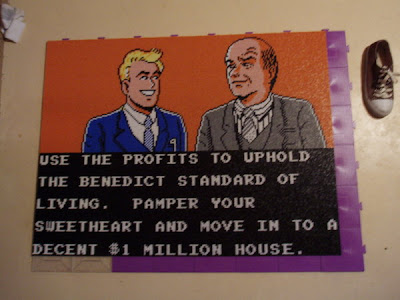 USE THE PROFITS TO UPHOLD
THE BENEDICT STANDARD OF
LIVING. PAMPER YOUR
SWEETHEART AND MOVE IN TO A
DECENT $1 MILLION HOUSE.